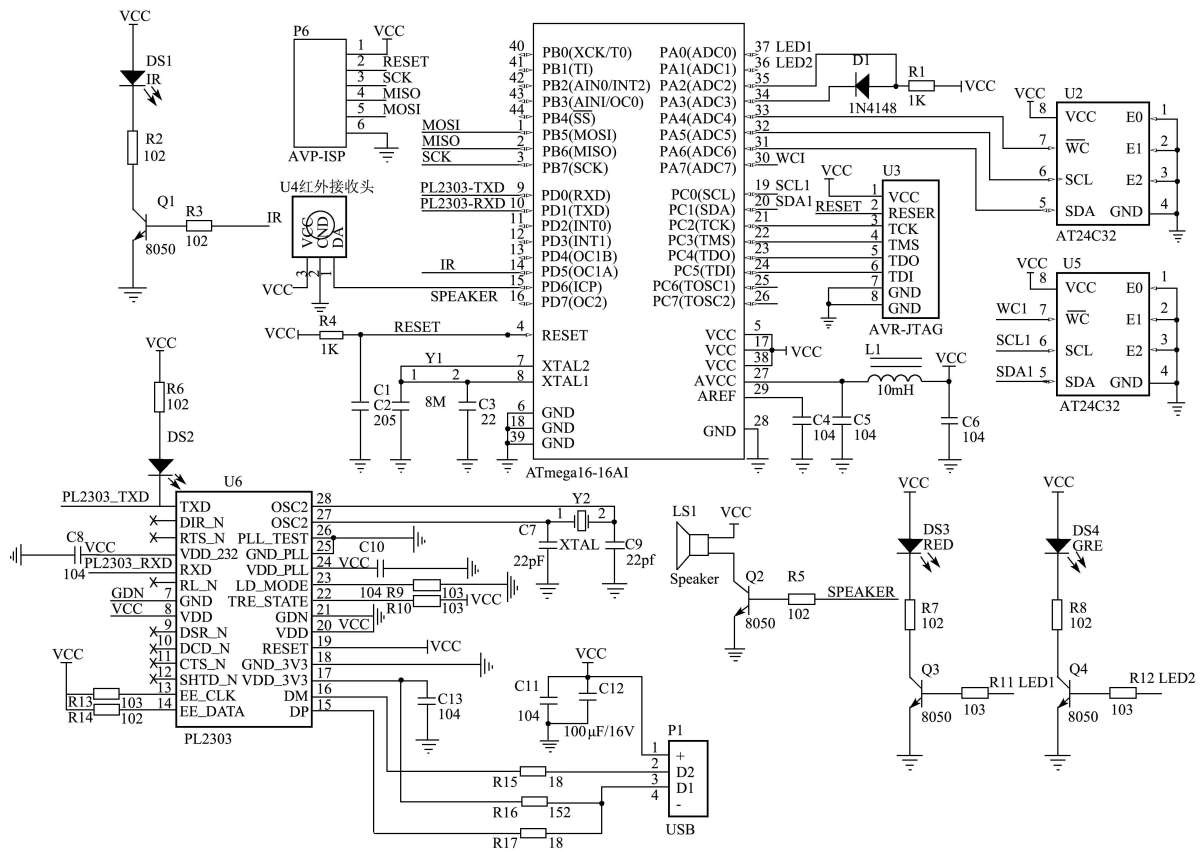 VCC
DS1
IR
R2
102
Q1
8050
R3
102
IR
P6
VCC
1
2
RESET
3
SCK
4
MISO
5
MOSI
6
AVP-ISP
U4红外接收头
VCC
GND
DA
3
2
1
VCC
MOSI
MISO
SCK
PL2303-TXD
PL2303-RXD
IR
SPEAKER
40 PB0(XCK/T0)
41 PB1(TI)
42 PB2(AIN0/INT2)
43 PB3(AINI/OC0)
44 PB4(SS)
1 PB5(MOSI)
2 PB6(MISO)
3 PB7(SCK)
9 PD0(RXD)
10 PD1(TXD)
11 PD2(INT0)
12 PD3(INT1)
13 PD4(OC1B)
14 PD5(OC1A)
15 PD6(ICP)
16 PD7(OC2)
4 RESET
7 XTAL2
8 XTAL1
6 GND
18 GND
39 GND
PA0(ADC0) 37 LED1
PA1(ADC1) 36 LED2
PA2(ADC2) 35
PA3(ADC3) 34
PA4(ADC4) 33
PA5(ADC5) 32
PA6(ADC6) 31
PA7(ADC7) 30 WCI
PC0(SCL) 19 SCL1
PC1(SDA) 20 SDA1
PC2(TCK) 21
PC3(TMS) 22
PC4(TDO) 23
PC5(TDI) 24
PC6(TOSC1) 25
PC7(TOSC2) 26
VCC 5
VCC 17
VCC 38
AVCC 27
AREF 29
GND 28
ATmega16-16AI
VCC
D1
1N4148
R1
1K
VCC
U2
VCC
8 VCC
7 WC
6 SCL
5 SDA
E0 1
E1 2
E2 3
GND 4
AT24C32
U3
VCC
RESET
1 VCC
2 RESER
3 TCK
4 TMS
5 TDO
6 TDI
7 GND
8 GND
AVR-JTAG
U5
VCC
8 VCC
WC1 7 WC
SCL1 6 SCL
SDA1 5 SDA
E0 1
E1 2
E2 3
GND 4
AT24C32
VCC
R4
1K
RESET
Y1
1
2
8M
C1
C2
205
C3
22
L1
10mH
VCC
C4
104
C5
104
C6
104
VCC
R6
102
DS2
PL2303_TXD
U6
C8
VCC
104
PL2303_RXD
GDN
VCC
TXD
DIR_N
RTS_N
VDD_232
RXD
RL_N
7 GND
8 VDD
9 DSR_N
10 DCD_N
11 CTS_N
12 SHTD_N
13 EE_CLK
14 EE_DATA
VCC
R13
103
R14
102
OSC2 28
OSC2 27
PLL_TEST 26
GND_PLL 25
VDD_PLL 24
LD_MODE 23
TRE_STATE 22
GDN 21
VDD 20
RESET 19
GND_3V3 18
VDD_3V3 17
DM 16
DP 15
PL2303
VCC
C10
104
R9
103
R10
103
VCC
VCC
VCC
C7
22pF
Y2
1
2
XTAL
C9
22pf
C13
104
VCC
C11
104
C12
100μF/16V
P1
1 +
2 D2
3 D1
4 -
USB
R15
18
R16
152
R17
18
LS1
Speaker
VCC
Q2
8050
R5
102
SPEAKER
VCC
DS3
RED
R7
102
Q3
8050
R11 LED1
103
VCC
DS4
GRE
R8
102
Q4
8050
R12 LED2
103